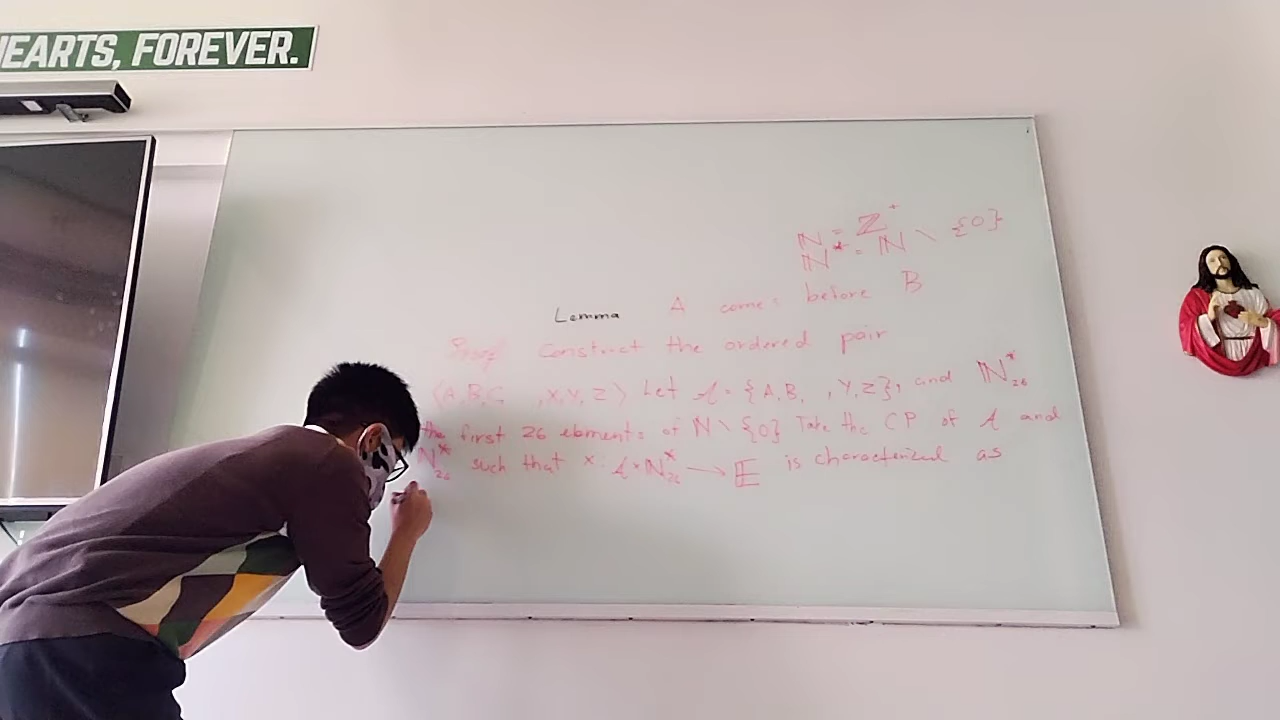 HEARTS, FOREVER.
ℕ = ℤ⁺
ℕ* = ℕ \ {0}
Lemma A comes before B
Proof Construct the ordered pair
⟨A, B, C, , X, Y, Z⟩ Let 𝒜 = {A, B, , Y, Z}, and ℕ*₂₆
the first 26 elements of ℕ \ {0} Take the CP of 𝒜 and
ℕ*₂₆ such that ×: 𝒜 × ℕ*₂₆ → 𝔼 is characterized as